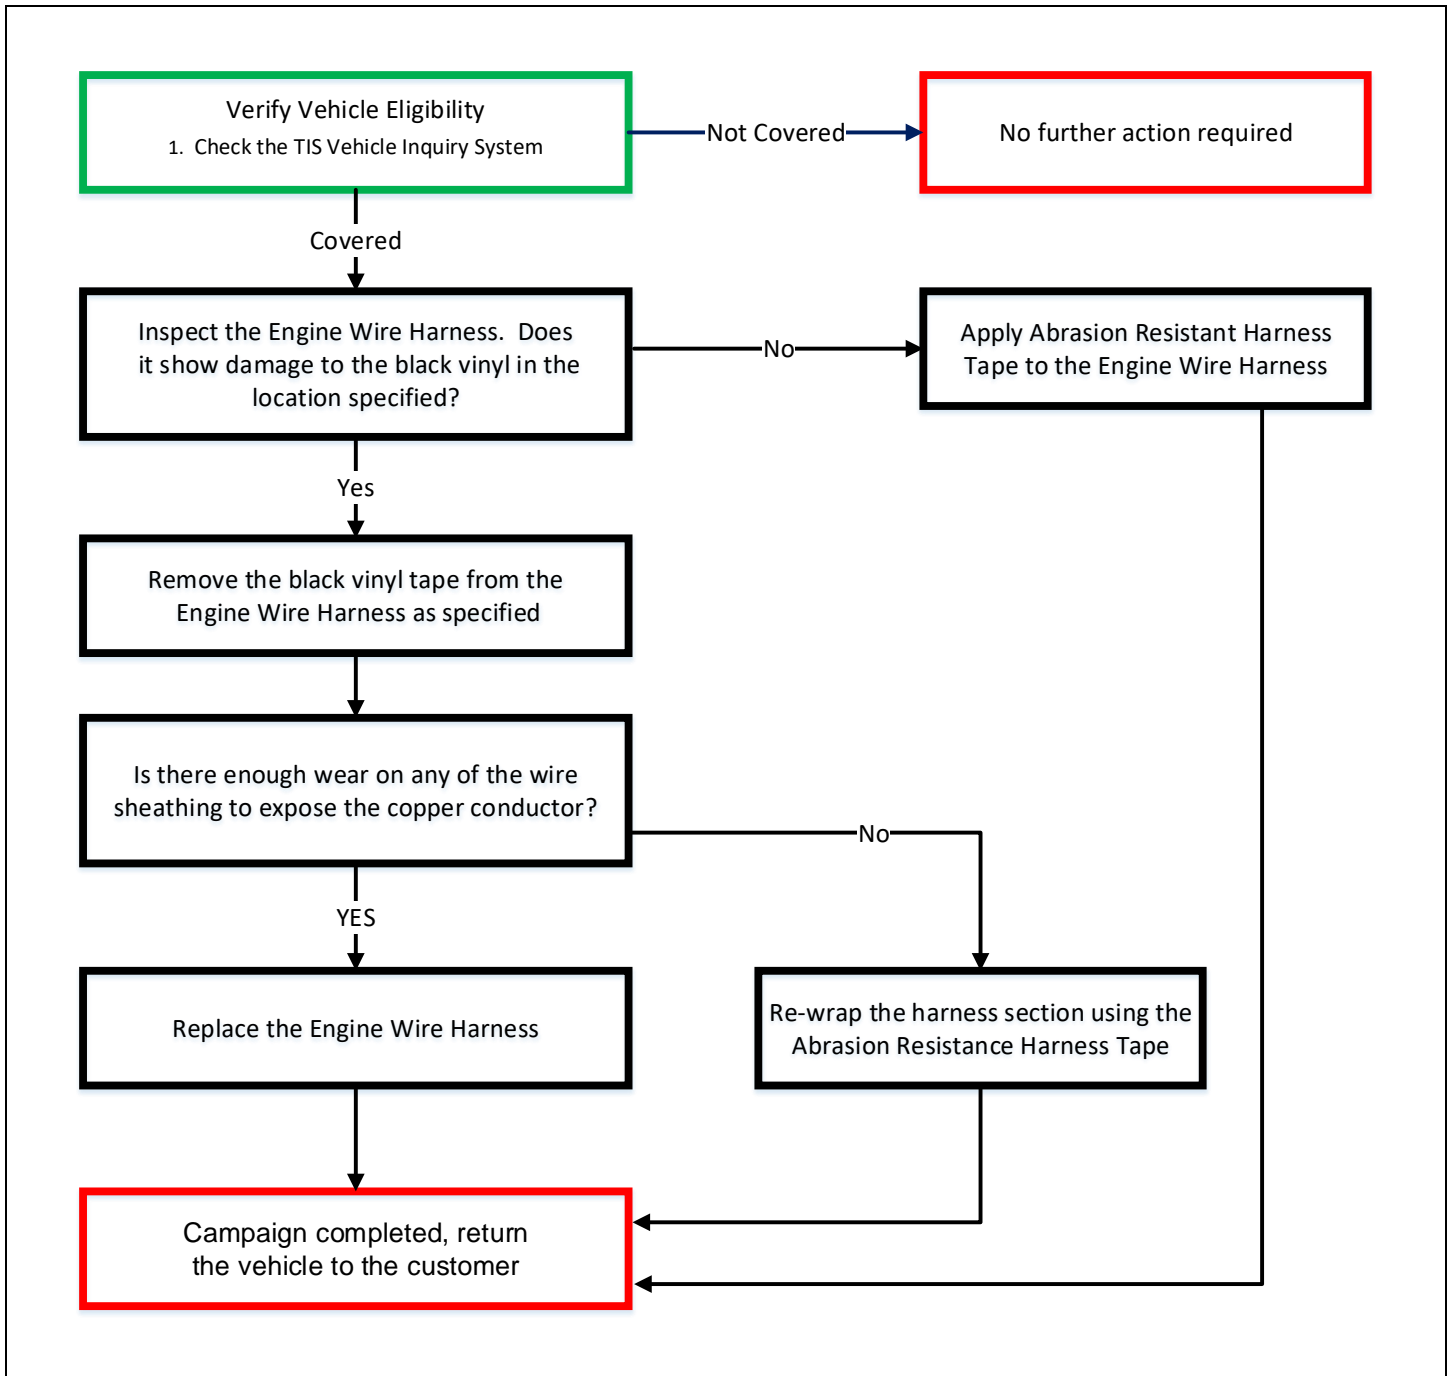 Verify Vehicle Eligibility
1. Check the TIS Vehicle Inquiry System
Not Covered
No further action required
Covered
Inspect the Engine Wire Harness. Does
it show damage to the black vinyl in the
location specified?
No
Apply Abrasion Resistant Harness
Tape to the Engine Wire Harness
Yes
Remove the black vinyl tape from the
Engine Wire Harness as specified
Is there enough wear on any of the wire
sheathing to expose the copper conductor?
No
YES
Replace the Engine Wire Harness
Re-wrap the harness section using the
Abrasion Resistance Harness Tape
Campaign completed, return
the vehicle to the customer